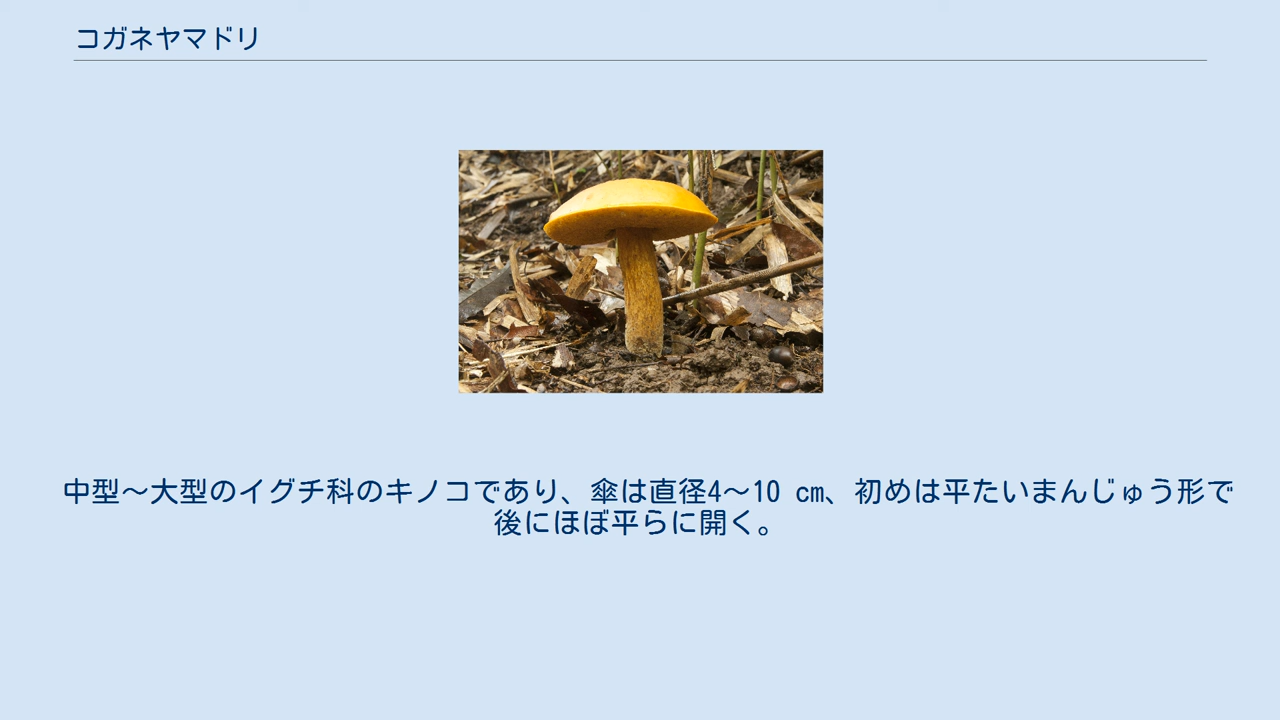 コガネヤマドリ
中型～大型のイグチ科のキノコであり、傘は直径4～10 cm、初めは平たいまんじゅう形で
後にほぼ平らに開く。